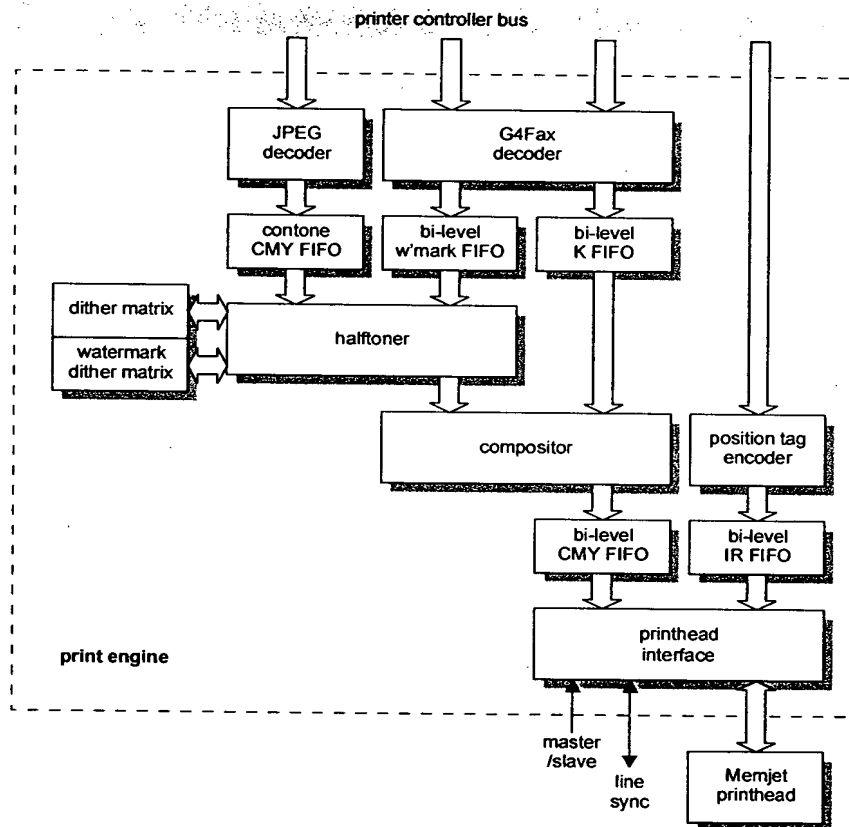 printer controller bus
JPEG
decoder
G4Fax
decoder
contone
CMY FIFO
bi-level
w'mark FIFO
bi-level
K FIFO
dither matrix
watermark
dither matrix
halftoner
compositor
position tag
encoder
bi-level
CMY FIFO
bi-level
IR FIFO
printhead
interface
print engine
master
/slave
line
sync
Memjet
printhead